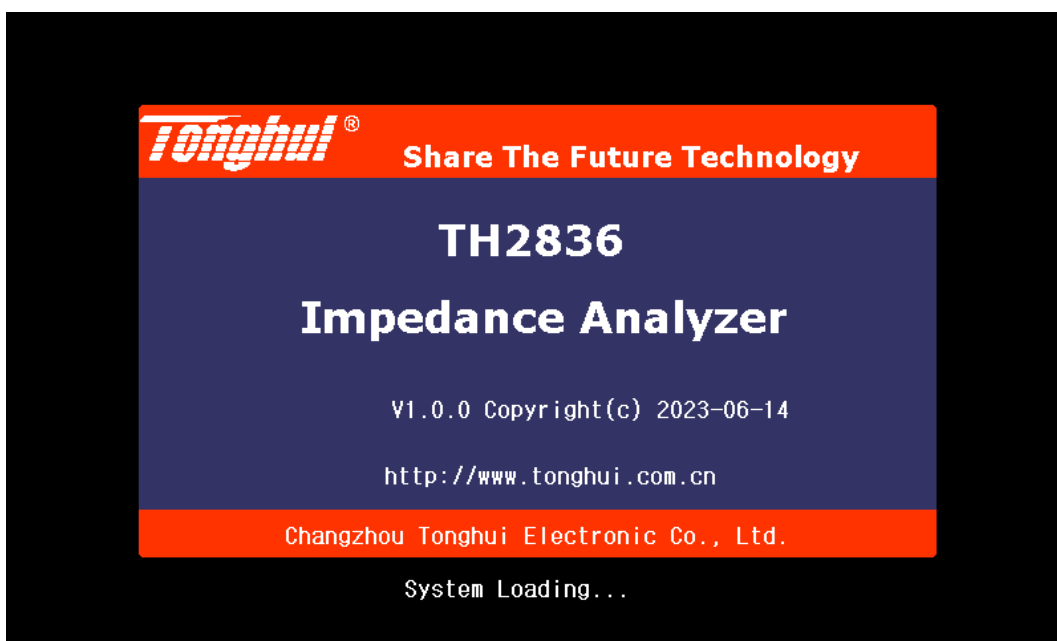 Tonghui®
Share The Future Technology
TH2836
Impedance Analyzer
V1.0.0 Copyright(c) 2023-06-14
http://www.tonghui.com.cn
Changzhou Tonghui Electronic Co., Ltd.
System Loading...